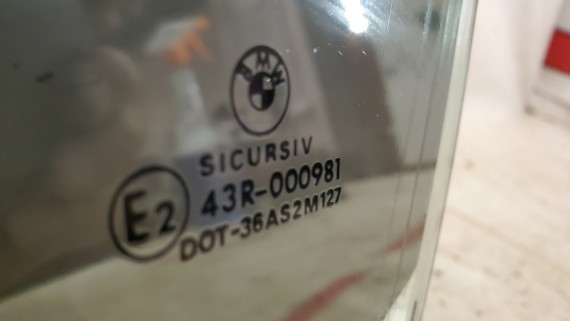 BMW
SICURSIV
E2 43R-000981
DOT-36AS2M127